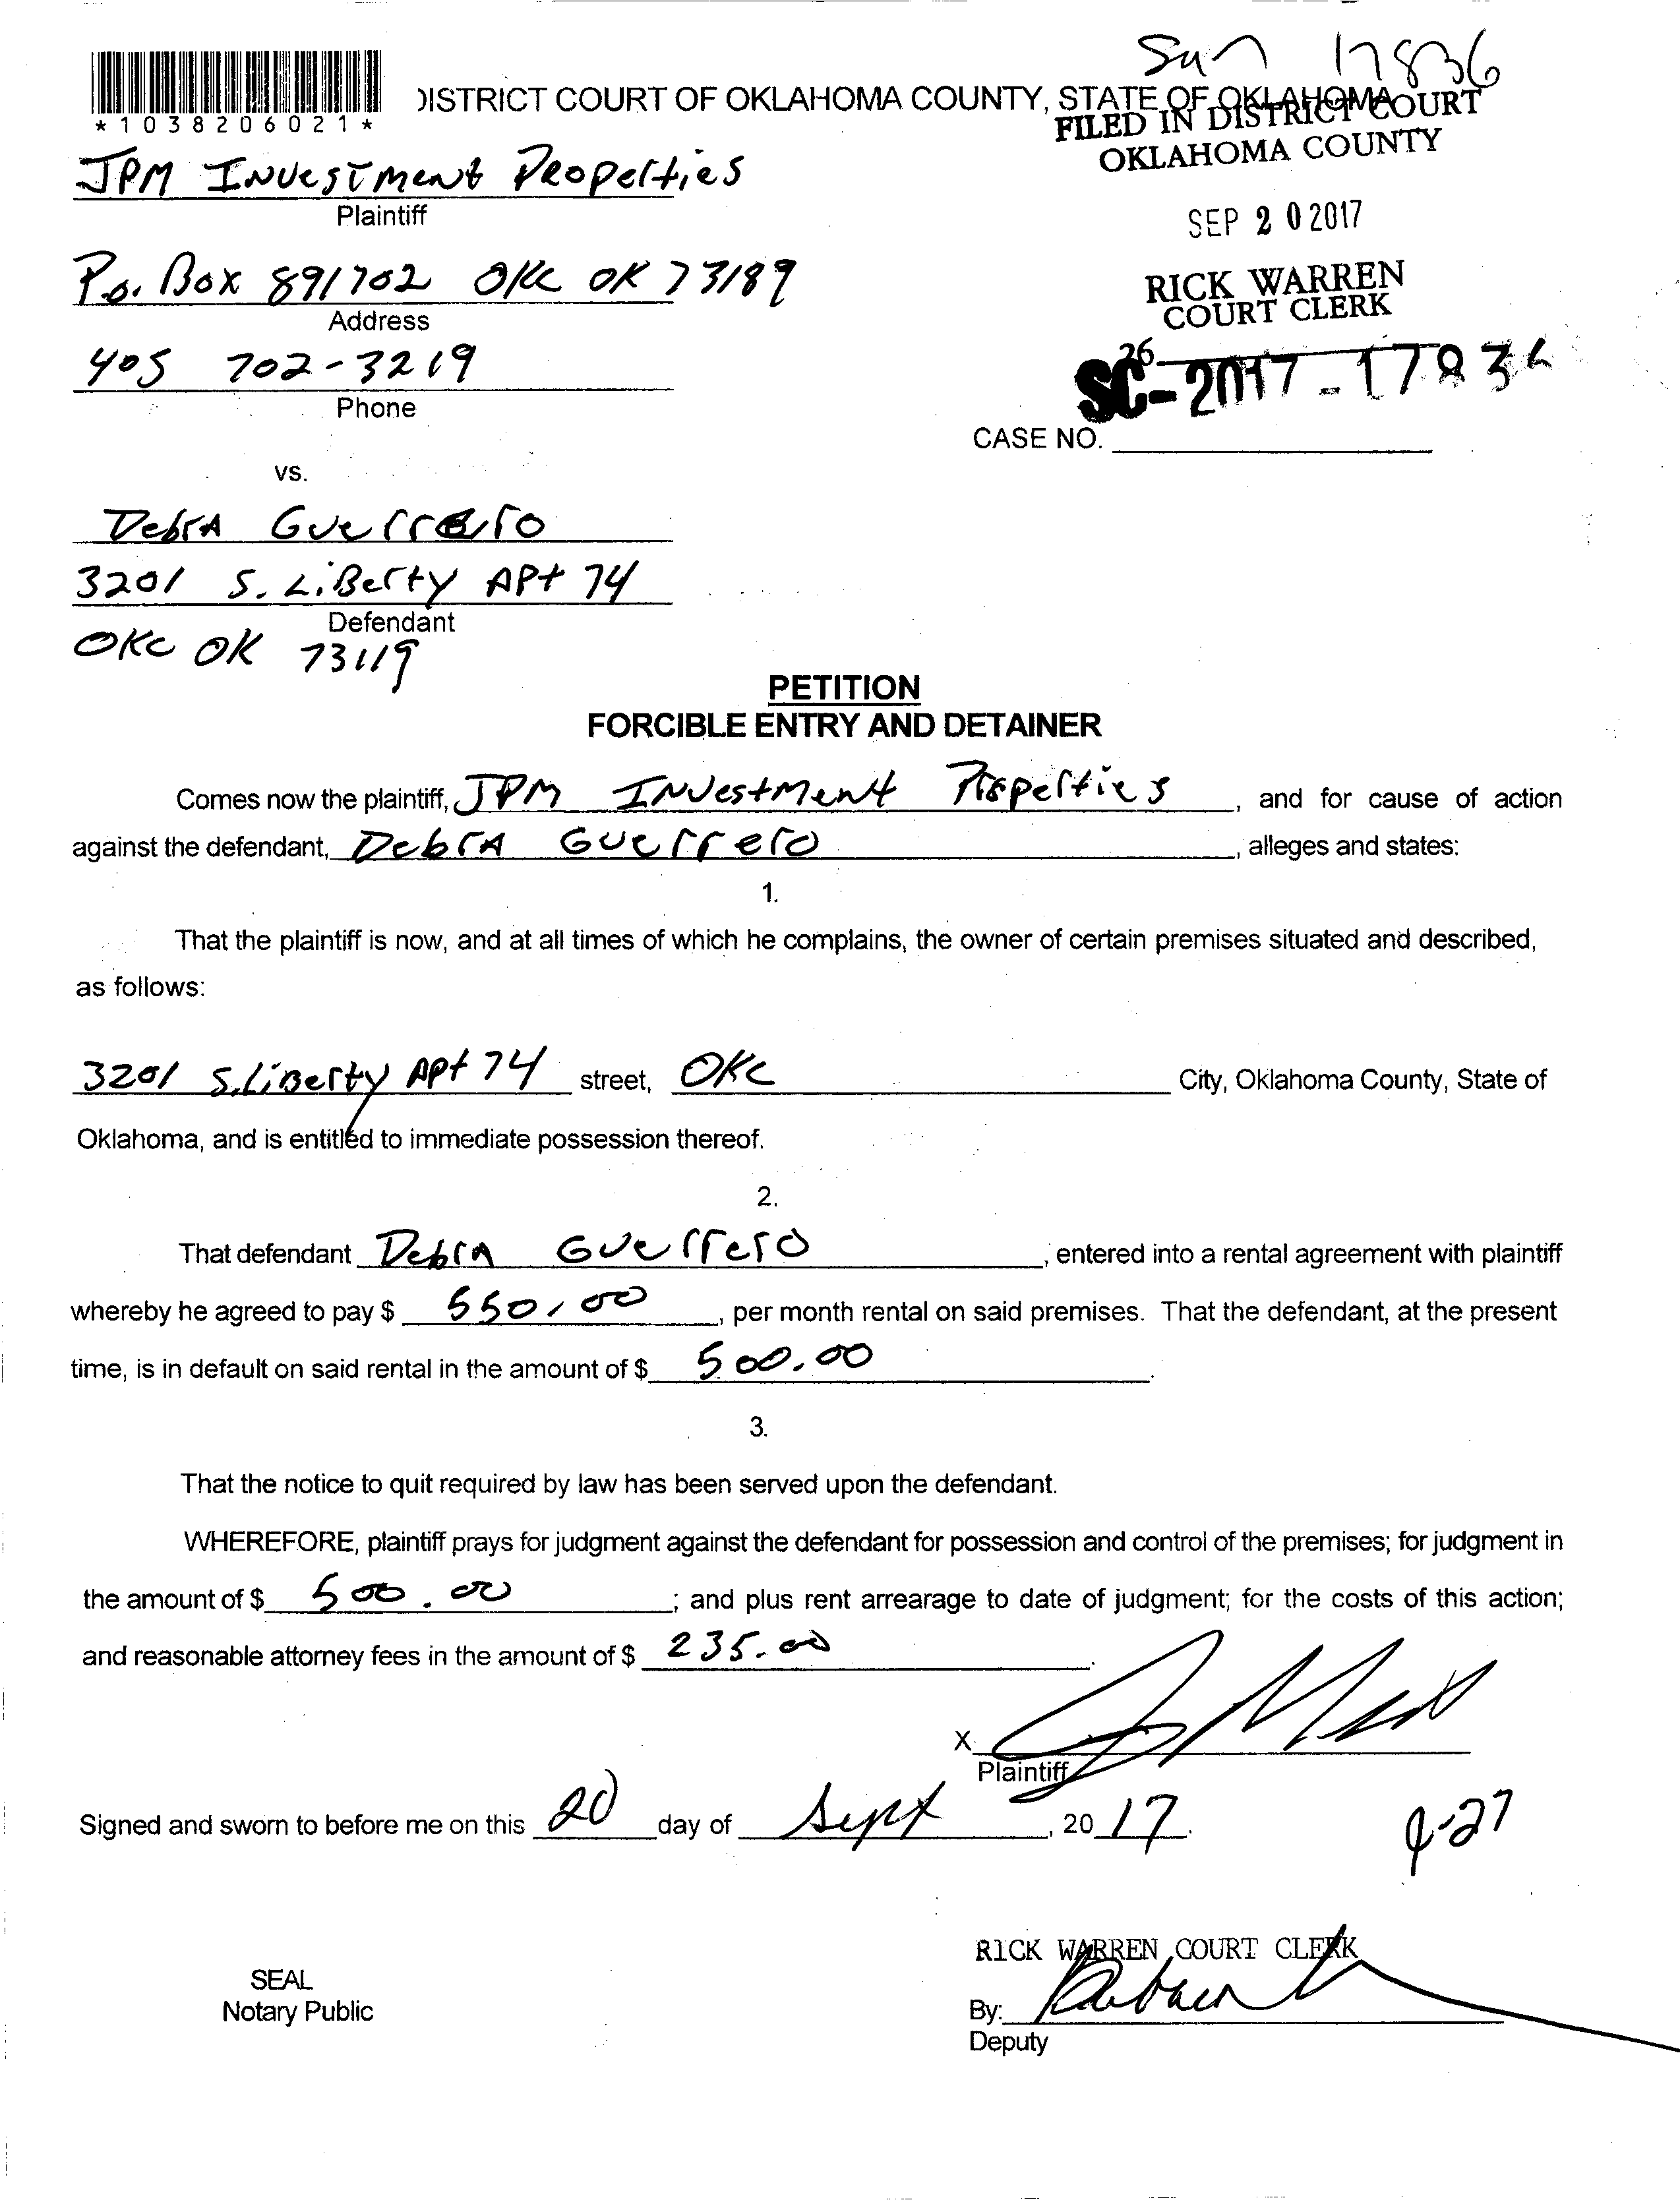 Sun 17836
*1038206021*
DISTRICT COURT OF OKLAHOMA COUNTY, STATE OF OKLAHOMA
FILED IN DISTRICT COURT
OKLAHOMA COUNTY
JPM Investment Properties
Plaintiff
SEP 20 2017
P.O. Box 891702 OKC OK 73189
Address
RICK WARREN
COURT CLERK
405 702-3219
Phone
26
SC-2017-17836
CASE NO.
vs.
Debra Guerrero
3201 S. Liberty Apt 74
Defendant
OKC OK 73119
PETITION
FORCIBLE ENTRY AND DETAINER
Comes now the plaintiff, JPM Investment Properties, and for cause of action
against the defendant, Debra Guerrero, alleges and states:
1.
That the plaintiff is now, and at all times of which he complains, the owner of certain premises situated and described,
as follows:
3201 S. Liberty Apt 74 street, OKC City, Oklahoma County, State of
Oklahoma, and is entitled to immediate possession thereof.
2.
That defendant Debra Guerrero, entered into a rental agreement with plaintiff
whereby he agreed to pay $ 550.00, per month rental on said premises. That the defendant, at the present
time, is in default on said rental in the amount of $ 500.00.
3.
That the notice to quit required by law has been served upon the defendant.
WHEREFORE, plaintiff prays for judgment against the defendant for possession and control of the premises; for judgment in
the amount of $ 500.00; and plus rent arrearage to date of judgment; for the costs of this action;
and reasonable attorney fees in the amount of $ 235.00.
X
Plaintiff
Signed and sworn to before me on this 20 day of Sept, 2017.
9-27
RICK WARREN COURT CLERK
SEAL
Notary Public
By:
Deputy